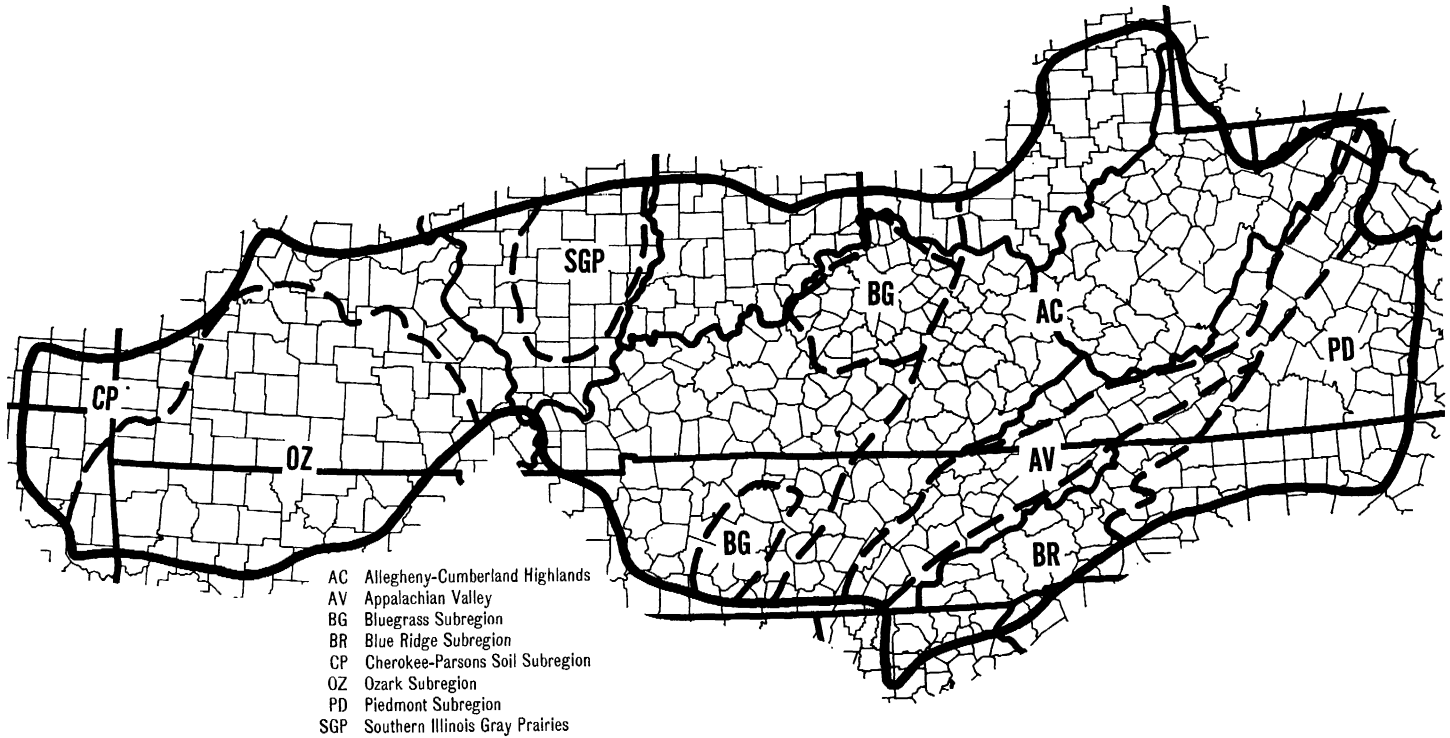 SGP
BG
AC
PD
CP
OZ
AV
BG
BR
AC Allegheny-Cumberland Highlands
AV Appalachian Valley
BG Bluegrass Subregion
BR Blue Ridge Subregion
CP Cherokee-Parsons Soil Subregion
OZ Ozark Subregion
PD Piedmont Subregion
SGP Southern Illinois Gray Prairies